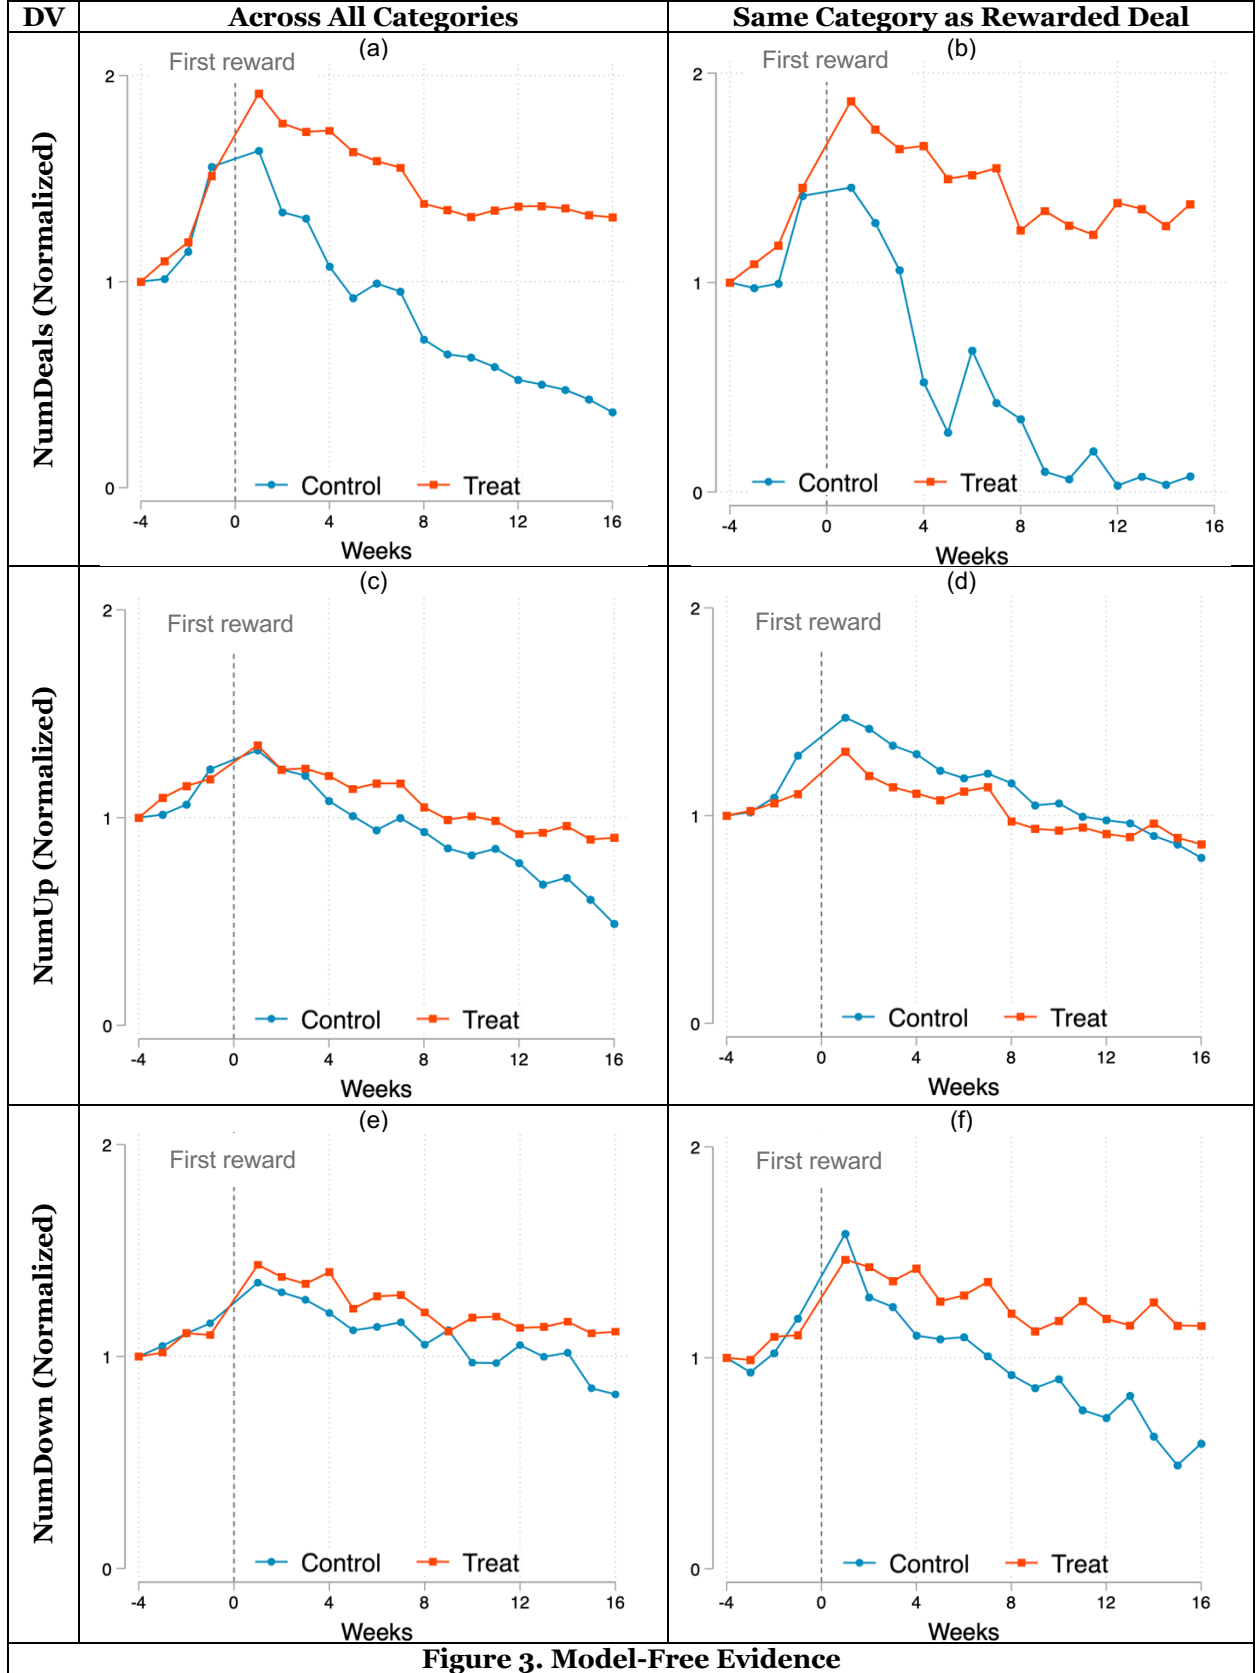 DV Across All Categories Same Category as Rewarded Deal
NumDeals (Normalized)
(a)
First reward
2
1
0
Control Treat
-4 0 4 8 12 16
Weeks
(b)
First reward
2
1
0
Control Treat
-4 0 4 8 12 16
Weeks
NumUp (Normalized)
(c)
First reward
2
1
0
Control Treat
-4 0 4 8 12 16
Weeks
(d)
First reward
2
1
0
Control Treat
-4 0 4 8 12 16
Weeks
NumDown (Normalized)
(e)
First reward
2
1
0
Control Treat
-4 0 4 8 12 16
Weeks
(f)
First reward
2
1
0
Control Treat
-4 0 4 8 12 16
Weeks
Figure 3. Model-Free Evidence